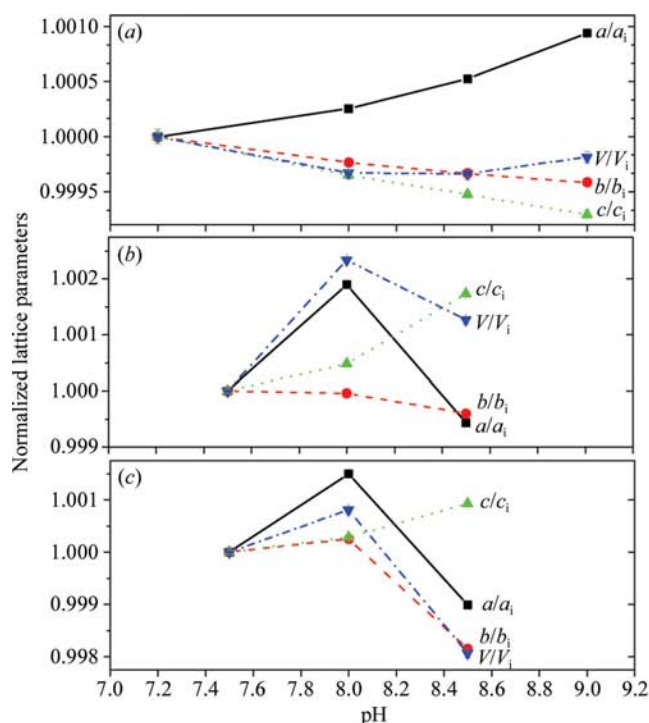 Normalized lattice parameters
(a)
1.0010
1.0005
1.0000
0.9995
a/aᵢ
V/Vᵢ
b/bᵢ
c/cᵢ
(b)
1.002
1.001
1.000
0.999
c/cᵢ
V/Vᵢ
b/bᵢ
a/aᵢ
(c)
1.001
1.000
0.999
0.998
c/cᵢ
a/aᵢ
b/bᵢ
V/Vᵢ
7.0 7.2 7.4 7.6 7.8 8.0 8.2 8.4 8.6 8.8 9.0 9.2
pH